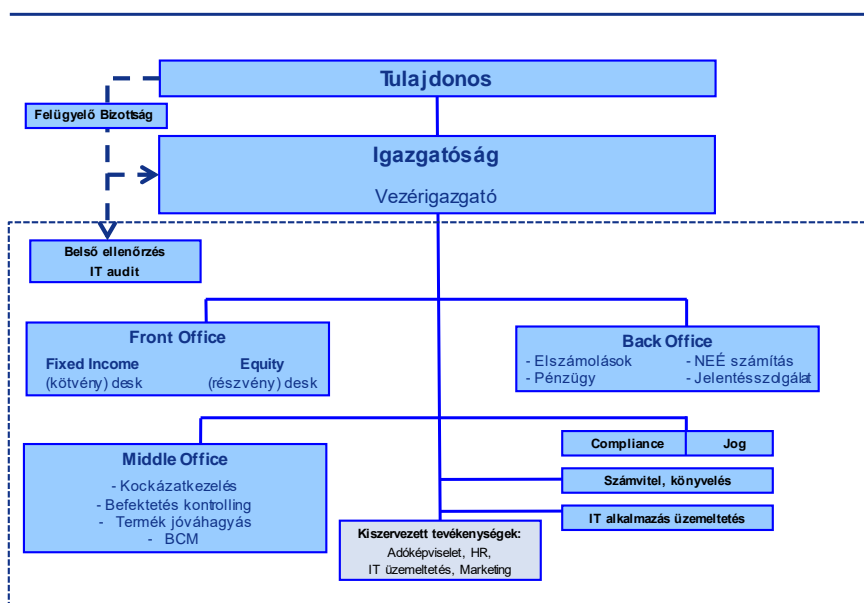 Tulajdonos
Felügyelő Bizottság
Igazgatóság
Vezérigazgató
Belső ellenőrzés
IT audit
Front Office
Fixed Income Equity
(kötvény) desk (részvény) desk
Back Office
- Elszámolások - NEÉ számítás
- Pénzügy - Jelentésszolgálat
Middle Office
- Kockázatkezelés
- Befektetés kontrolling
- Termék jóváhagyás
- BCM
Compliance Jog
Számvitel, könyvelés
IT alkalmazás üzemeltetés
Kiszervezett tevékenységek:
Adóképviselet, HR,
IT üzemeltetés, Marketing